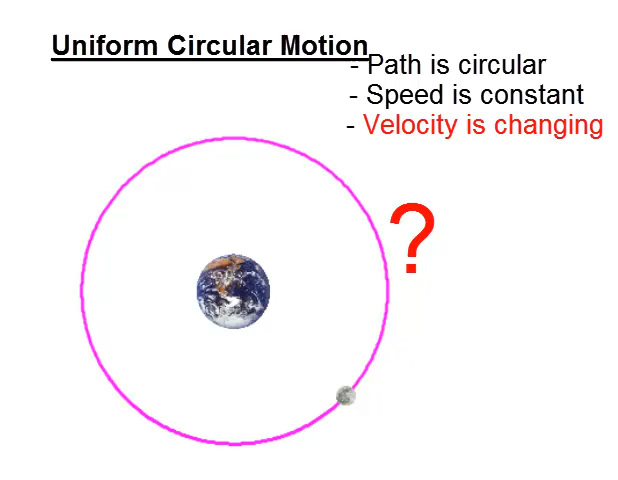 Uniform Circular Motion
- Path is circular
- Speed is constant
- Velocity is changing
?